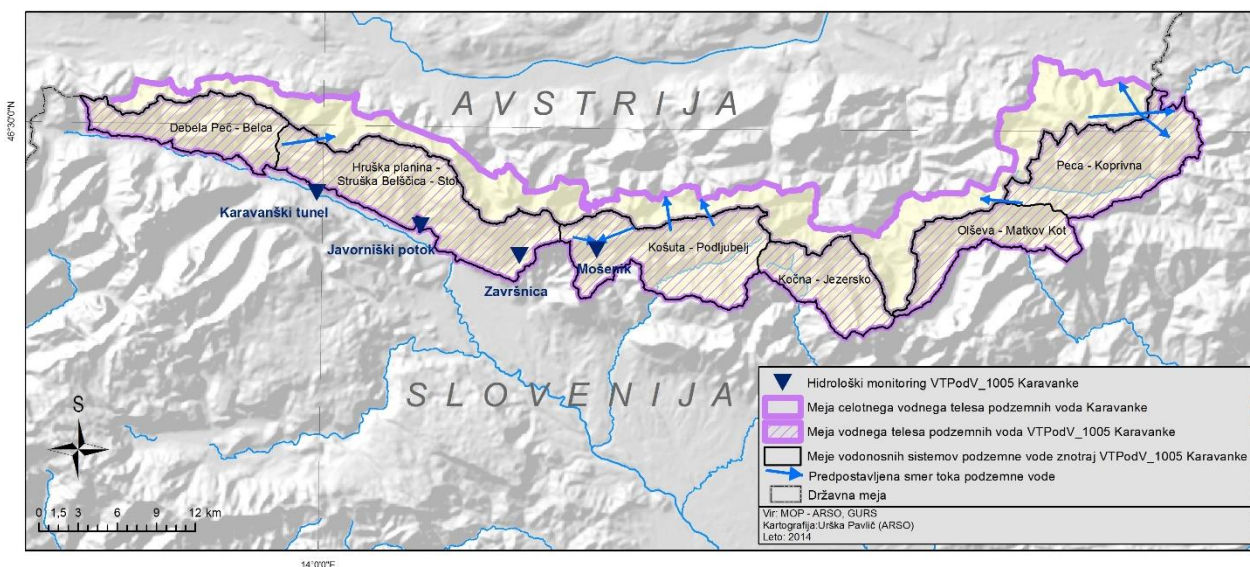 46°30'0"N
AVSTRIJA
Debela Peč - Belca
Hruška planina -
Struška Belščica - Stol
Peca - Koprivna
Karavanški tunel
Olševa - Matkov Kot
Javorniški potok
Košuta - Podljubelj
Mošenik
Kočna - Jezersko
Završnica
SLOVENIJA
S
0 1,5 3 6 9 12 km
Hidrološki monitoring VTPodV_1005 Karavanke
Meja celotnega vodnega telesa podzemnih voda Karavanke
Meja vodnega telesa podzemnih voda VTPodV_1005 Karavanke
Meje vodonosnih sistemov podzemne vode znotraj VTPodV_1005 Karavanke
Predpostavljena smer toka podzemne vode
Državna meja
Vir: MOP - ARSO, GURS
Kartografija:Urška Pavlič (ARSO)
Leto: 2014
14°0'0"E